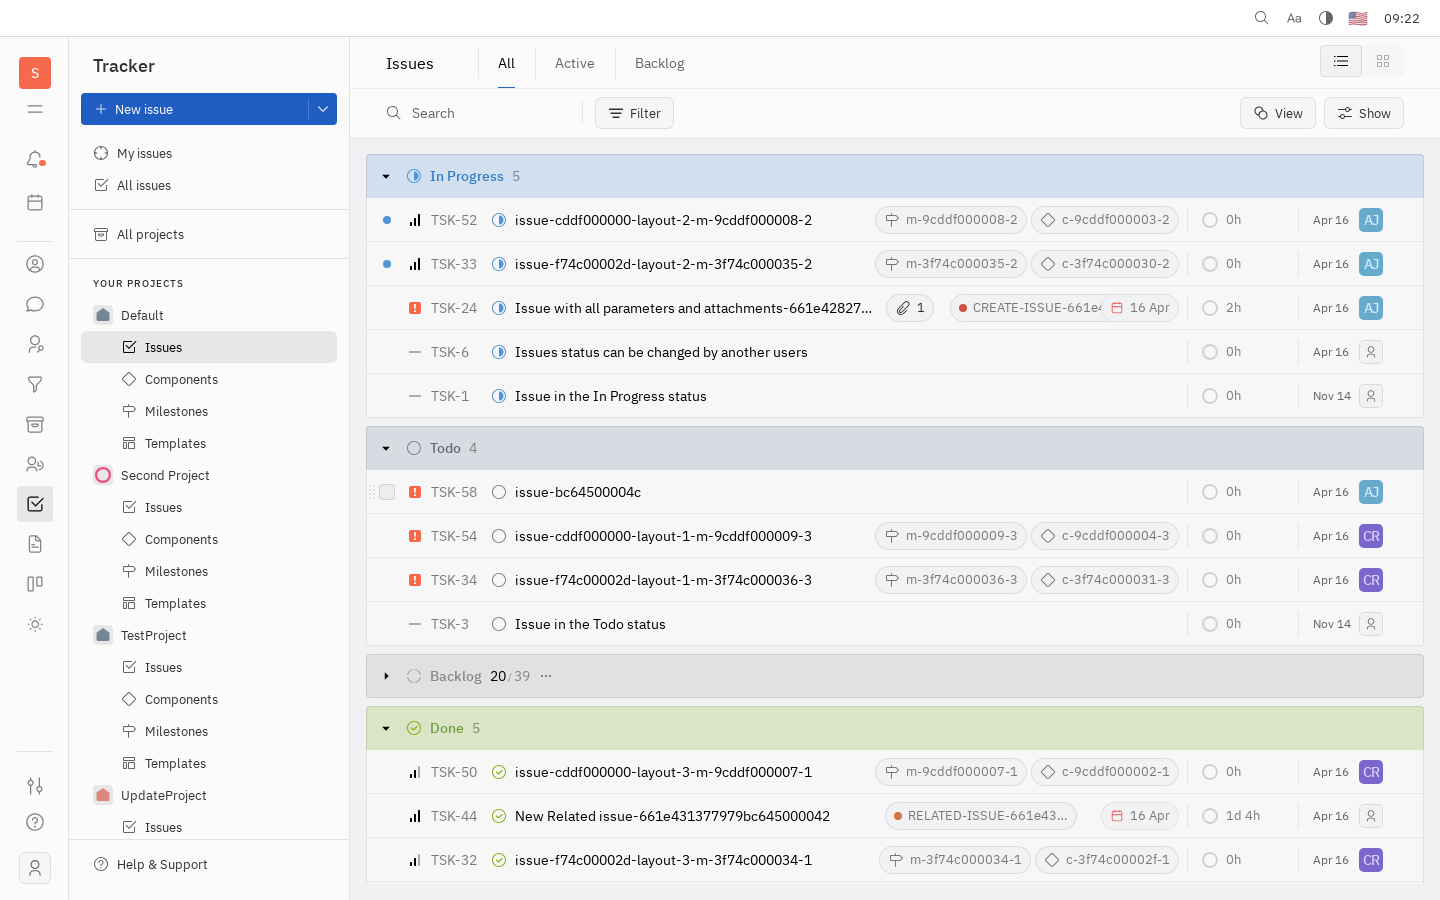 Aa 09:22
S
Tracker
New issue
My issues
All issues
All projects
YOUR PROJECTS
Default
Issues
Components
Milestones
Templates
Second Project
Issues
Components
Milestones
Templates
TestProject
Issues
Components
Milestones
Templates
UpdateProject
Issues
Help & Support
Issues All Active Backlog
Search Filter View Show
In Progress 5
TSK-52 issue-cddf000000-layout-2-m-9cddf000008-2 m-9cddf000008-2 c-9cddf000003-2 0h Apr 16 AJ
TSK-33 issue-f74c00002d-layout-2-m-3f74c000035-2 m-3f74c000035-2 c-3f74c000030-2 0h Apr 16 AJ
TSK-24 Issue with all parameters and attachments-661e42827... 1 CREATE-ISSUE-661e4 16 Apr 2h Apr 16 AJ
TSK-6 Issues status can be changed by another users 0h Apr 16
TSK-1 Issue in the In Progress status 0h Nov 14
Todo 4
TSK-58 issue-bc64500004c 0h Apr 16 AJ
TSK-54 issue-cddf000000-layout-1-m-9cddf000009-3 m-9cddf000009-3 c-9cddf000004-3 0h Apr 16 CR
TSK-34 issue-f74c00002d-layout-1-m-3f74c000036-3 m-3f74c000036-3 c-3f74c000031-3 0h Apr 16 CR
TSK-3 Issue in the Todo status 0h Nov 14
Backlog 20/39 ...
Done 5
TSK-50 issue-cddf000000-layout-3-m-9cddf000007-1 m-9cddf000007-1 c-9cddf000002-1 0h Apr 16 CR
TSK-44 New Related issue-661e431377979bc645000042 RELATED-ISSUE-661e43... 16 Apr 1d 4h Apr 16
TSK-32 issue-f74c00002d-layout-3-m-3f74c000034-1 m-3f74c000034-1 c-3f74c00002f-1 0h Apr 16 CR